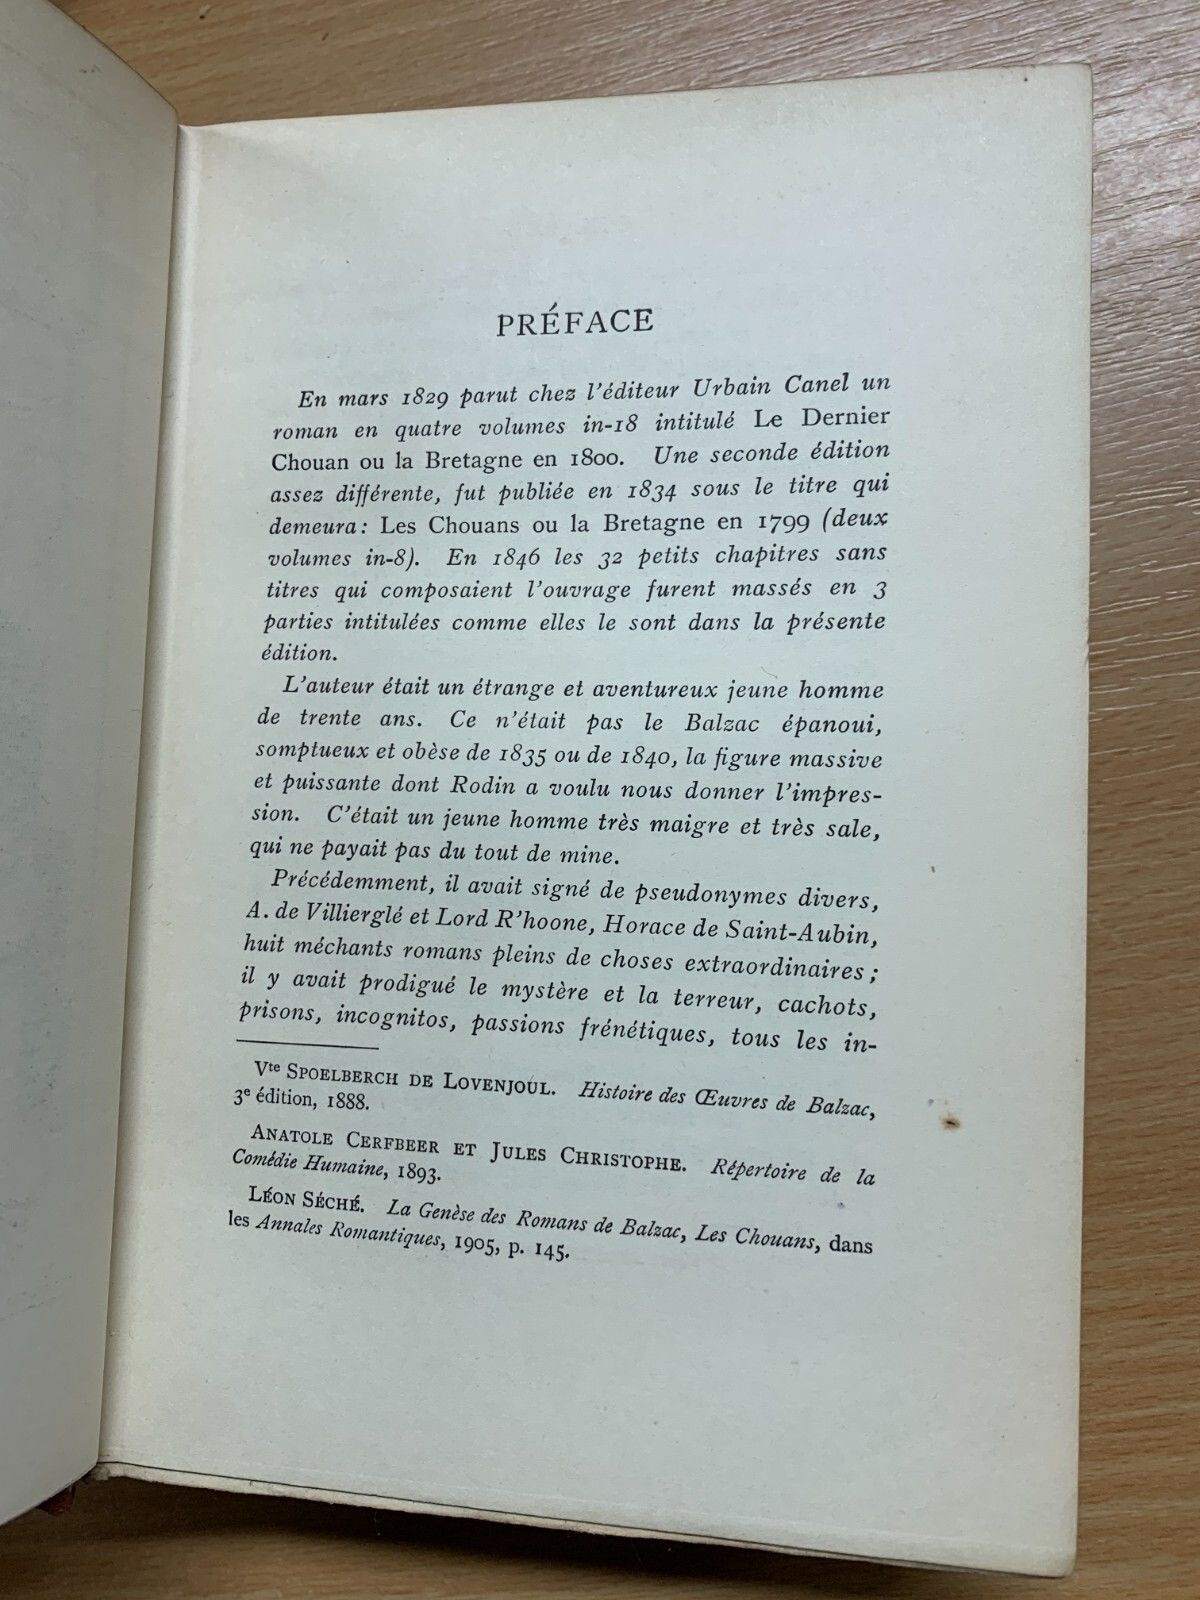 PRÉFACE
En mars 1829 parut chez l'éditeur Urbain Canel un
roman en quatre volumes in-18 intitulé Le Dernier
Chouan ou la Bretagne en 1800. Une seconde édition
assez différente, fut publiée en 1834 sous le titre qui
demeura: Les Chouans ou la Bretagne en 1799 (deux
volumes in-8). En 1846 les 32 petits chapitres sans
titres qui composaient l'ouvrage furent massés en 3
parties intitulées comme elles le sont dans la présente
édition.
L'auteur était un étrange et aventureux jeune homme
de trente ans. Ce n'était pas le Balzac épanoui,
somptueux et obèse de 1835 ou de 1840, la figure massive
et puissante dont Rodin a voulu nous donner l'impres-
sion. C'était un jeune homme très maigre et très sale,
qui ne payait pas du tout de mine.
Précédemment, il avait signé de pseudonymes divers,
A. de Villierglé et Lord R'hoone, Horace de Saint-Aubin,
huit méchants romans pleins de choses extraordinaires;
il y avait prodigué le mystère et la terreur, cachots,
prisons, incognitos, passions frénétiques, tous les in-
Vte SPOELBERCH DE LOVENJOUL. Histoire des Œuvres de Balzac,
3e édition, 1888.
ANATOLE CERFBEER ET JULES CHRISTOPHE. Répertoire de la
Comédie Humaine, 1893.
LÉON SÉCHÉ. La Genèse des Romans de Balzac, Les Chouans, dans
les Annales Romantiques, 1905, p. 145.